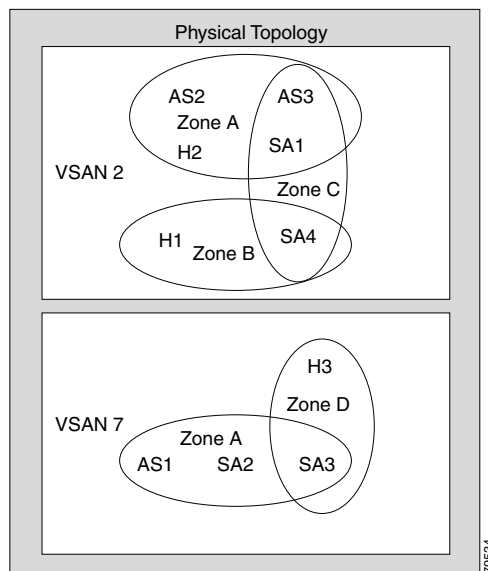 Physical Topology
AS2
AS3
Zone A
SA1
H2
VSAN 2
Zone C
H1
SA4
Zone B
H3
Zone D
VSAN 7
Zone A
AS1
SA2
SA3
79534